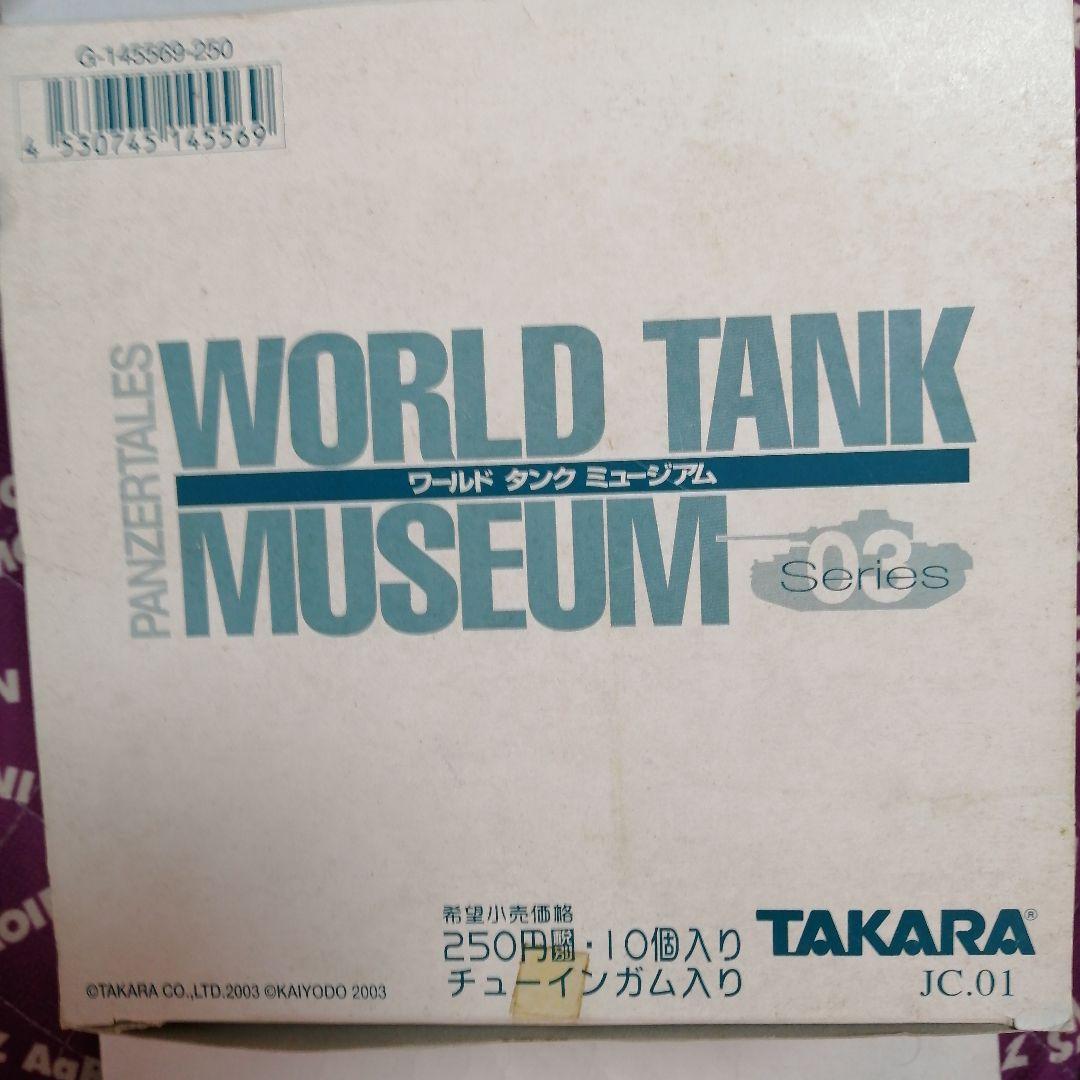 G-145569-250
4 530745 145569
PANZERTALES
WORLD TANK
ワールド タンク ミュージアム
MUSEUM
03
Series
希望小売価格
250円税別・10個入り
チューインガム入り
TAKARA®
JC.01
©TAKARA CO.,LTD.2003 ©KAIYODO 2003